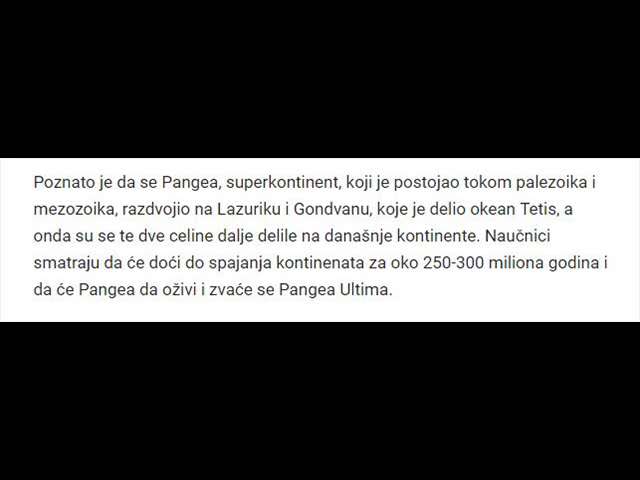 Poznato je da se Pangea, superkontinent, koji je postojao tokom palezoika i
mezozoika, razdvojio na Lazuriku i Gondvanu, koje je delio okean Tetis, a
onda su se te dve celine dalje delile na današnje kontinente. Naučnici
smatraju da će doći do spajanja kontinenata za oko 250-300 miliona godina i
da će Pangea da oživi i zvaće se Pangea Ultima.